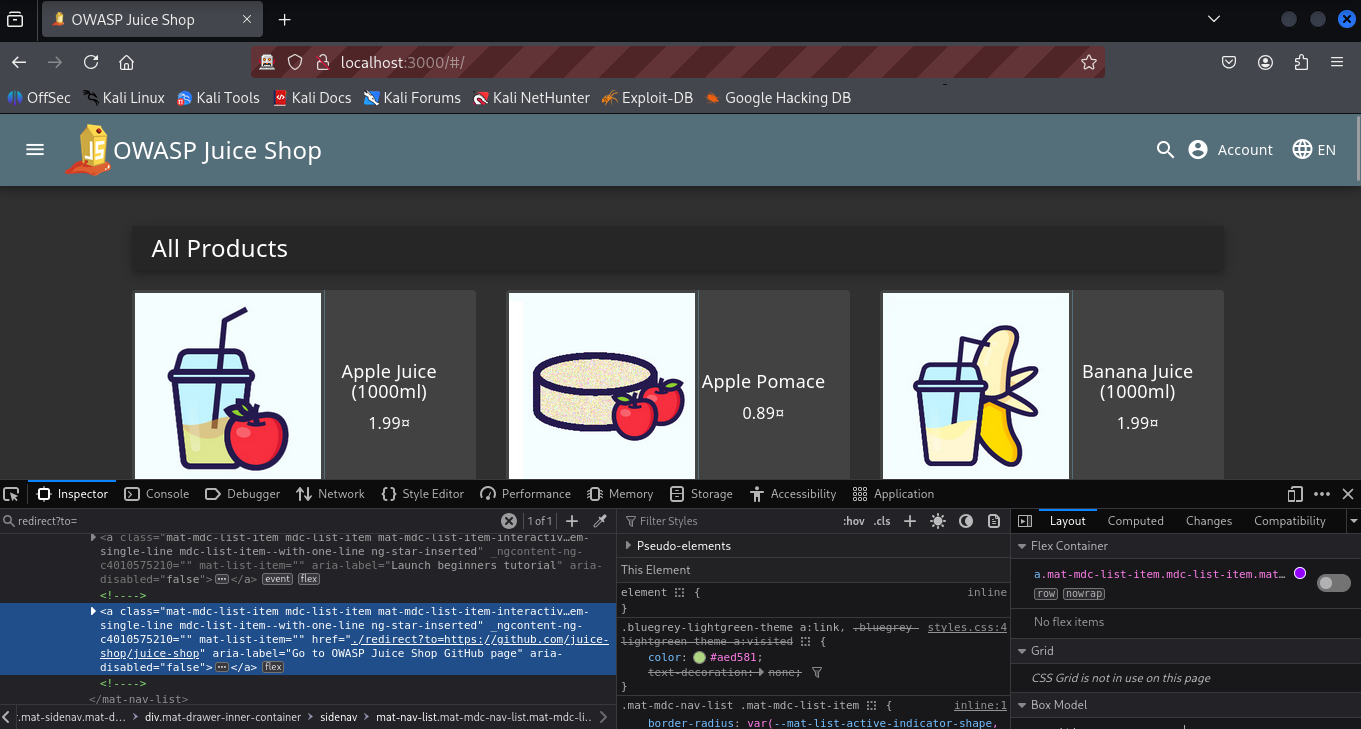 OWASP Juice Shop
localhost:3000/#/
OffSec Kali Linux Kali Tools Kali Docs Kali Forums Kali NetHunter Exploit-DB Google Hacking DB
JS OWASP Juice Shop Account EN
All Products
Apple Juice
(1000ml)
1.99¤
Apple Pomace
0.89¤
Banana Juice
(1000ml)
1.99¤
Inspector Console Debugger Network Style Editor Performance Memory Storage Accessibility Application
redirect?to= 1 of 1
<a class="mat-mdc-list-item mdc-list-item mat-mdc-list-item-interactiv…em-
single-line mdc-list-item--with-one-line ng-star-inserted" _ngcontent-ng-
c4010575210="" mat-list-item="" aria-label="Launch beginners tutorial" aria-
disabled="false"></a> event flex
<!---->
<a class="mat-mdc-list-item mdc-list-item mat-mdc-list-item-interactiv…em-
single-line mdc-list-item--with-one-line ng-star-inserted" _ngcontent-ng-
c4010575210="" mat-list-item="" href="./redirect?to=https://github.com/juice-
shop/juice-shop" aria-label="Go to OWASP Juice Shop GitHub page" aria-
disabled="false"></a> flex
<!---->
</mat-nav-list>
.mat-sidenav.mat-d… div.mat-drawer-inner-container sidenav mat-nav-list.mat-mdc-nav-list.mat-mdc-li…
Filter Styles :hov .cls
Pseudo-elements
This Element
element { inline
}
.bluegrey-lightgreen-theme a:link, .bluegrey- styles.css:4
lightgreen-theme a:visited {
color: #aed581;
text-decoration: none;
}
.mat-mdc-nav-list .mat-mdc-list-item { inline:1
border-radius: var(--mat-list-active-indicator-shape,
Layout Computed Changes Compatibility
Flex Container
a.mat-mdc-list-item.mdc-list-item.mat…
row nowrap
No flex items
Grid
CSS Grid is not in use on this page
Box Model